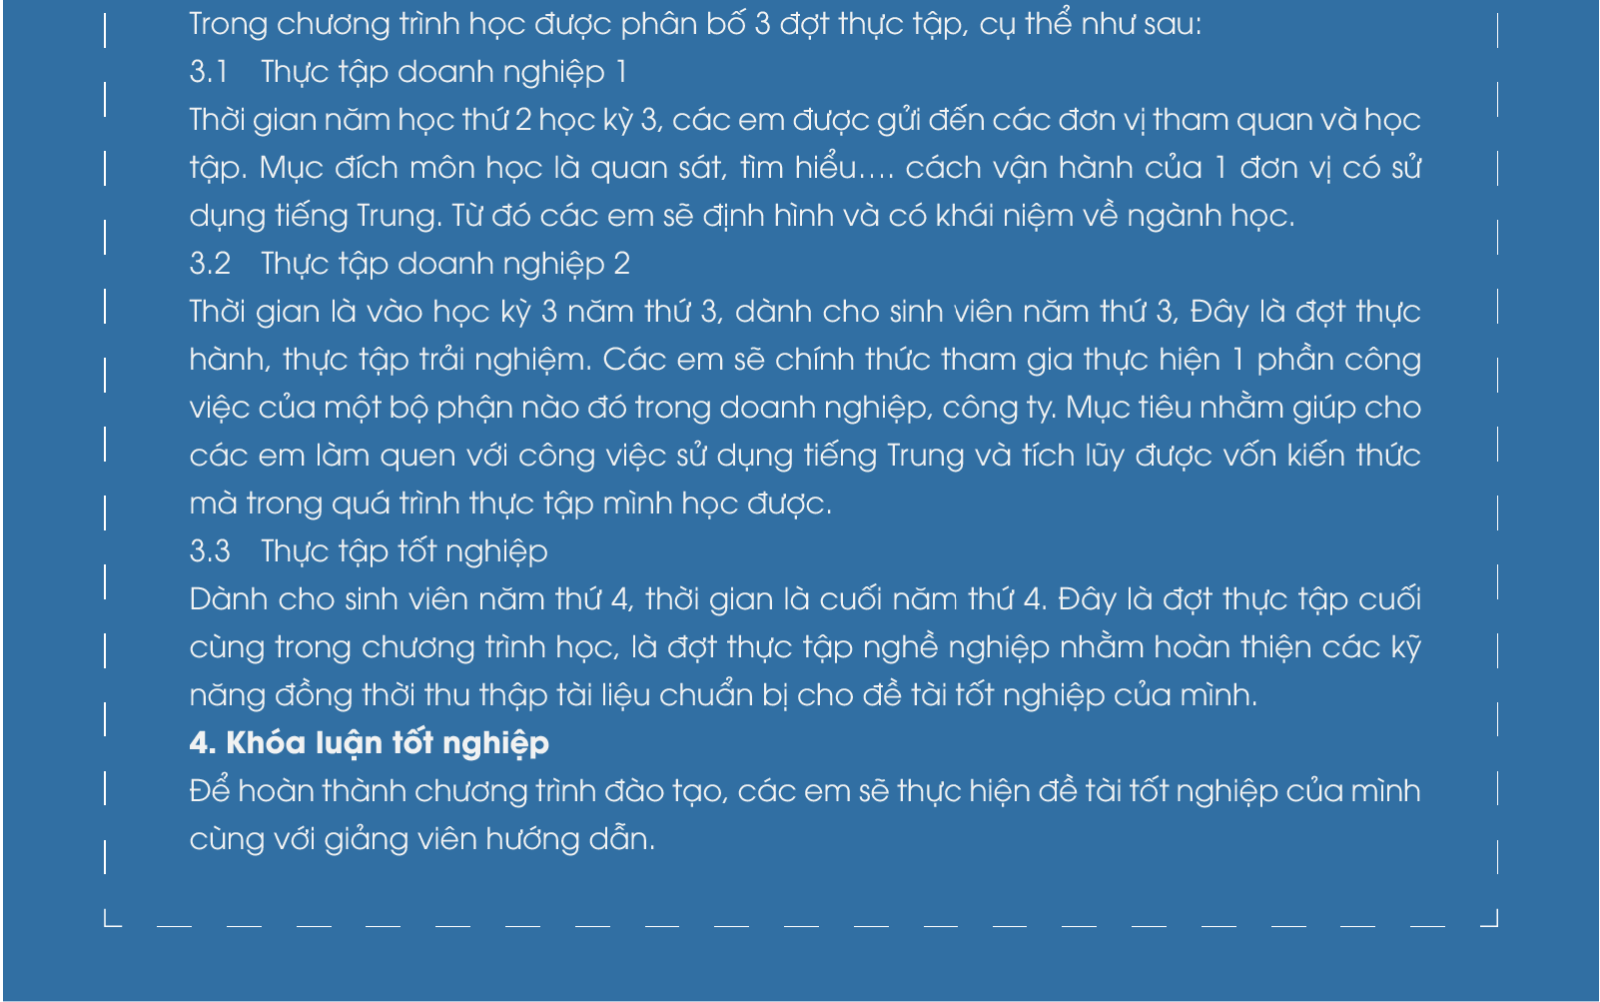 Trong chương trình học được phân bố 3 đợt thực tập, cụ thể như sau:
3.1 Thực tập doanh nghiệp 1
Thời gian năm học thứ 2 học kỳ 3, các em được gửi đến các đơn vị tham quan và học
tập. Mục đích môn học là quan sát, tìm hiểu.... cách vận hành của 1 đơn vị có sử
dụng tiếng Trung. Từ đó các em sẽ định hình và có khái niệm về ngành học.
3.2 Thực tập doanh nghiệp 2
Thời gian là vào học kỳ 3 năm thứ 3, dành cho sinh viên năm thứ 3, Đây là đợt thực
hành, thực tập trải nghiệm. Các em sẽ chính thức tham gia thực hiện 1 phần công
việc của một bộ phận nào đó trong doanh nghiệp, công ty. Mục tiêu nhằm giúp cho
các em làm quen với công việc sử dụng tiếng Trung và tích lũy được vốn kiến thức
mà trong quá trình thực tập mình học được.
3.3 Thực tập tốt nghiệp
Dành cho sinh viên năm thứ 4, thời gian là cuối năm thứ 4. Đây là đợt thực tập cuối
cùng trong chương trình học, là đợt thực tập nghề nghiệp nhằm hoàn thiện các kỹ
năng đồng thời thu thập tài liệu chuẩn bị cho đề tài tốt nghiệp của mình.
4. Khóa luận tốt nghiệp
Để hoàn thành chương trình đào tạo, các em sẽ thực hiện đề tài tốt nghiệp của mình
cùng với giảng viên hướng dẫn.